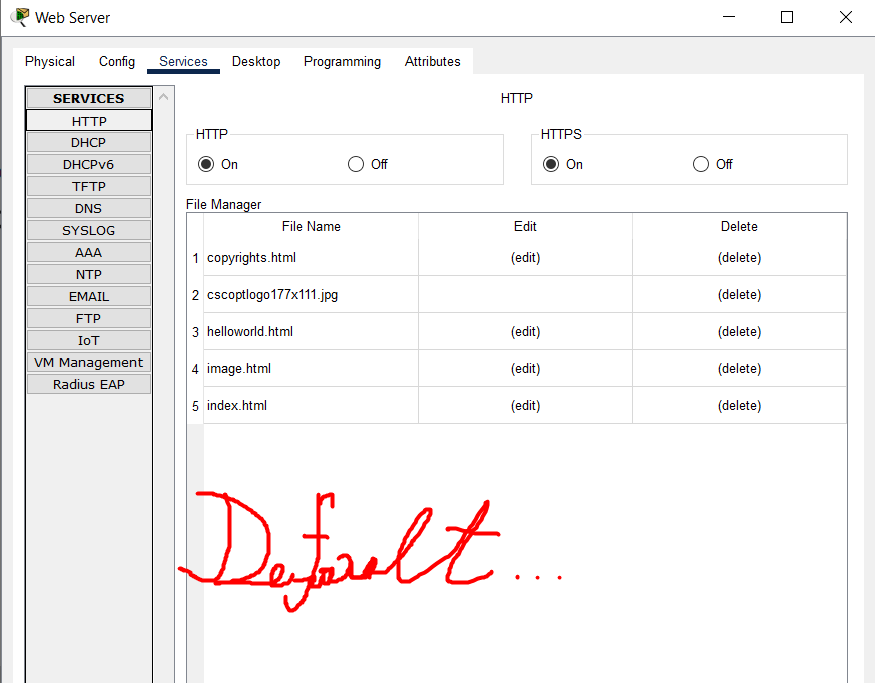 Web Server
Physical Config Services Desktop Programming Attributes
SERVICES
HTTP
DHCP
DHCPv6
TFTP
DNS
SYSLOG
AAA
NTP
EMAIL
FTP
IoT
VM Management
Radius EAP
HTTP
HTTP
On Off
HTTPS
On Off
File Manager
File Name Edit Delete
1 copyrights.html (edit) (delete)
2 cscoptlogo177x111.jpg (delete)
3 helloworld.html (edit) (delete)
4 image.html (edit) (delete)
5 index.html (edit) (delete)
Default...